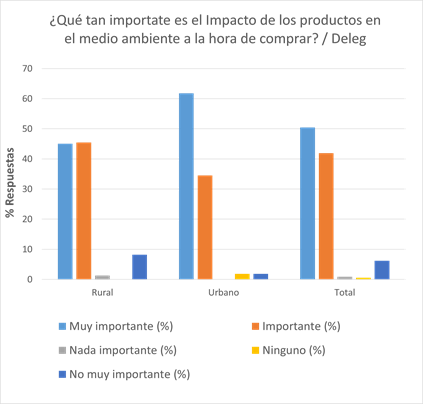 ¿Qué tan importate es el Impacto de los productos en
el medio ambiente a la hora de comprar? / Deleg
70
60
50
40
30
20
10
0
% Respuestas
Rural Urbano Total
Muy importante (%) Importante (%)
Nada importante (%) Ninguno (%)
No muy importante (%)